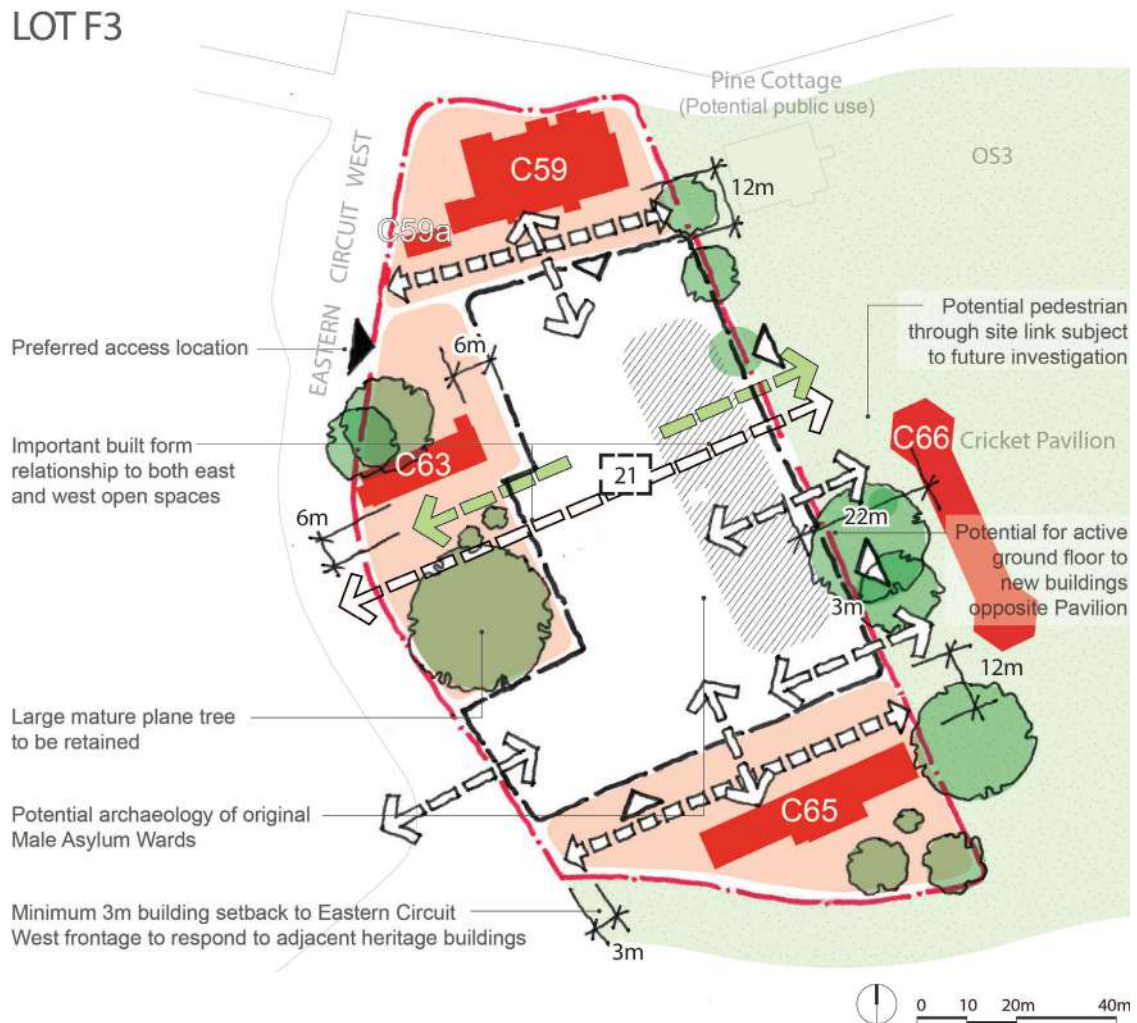 LOT F3
Pine Cottage
(Potential public use)
OS3
EASTERN CIRCUIT WEST
C59
C59a
12m
Preferred access location
6m
Potential pedestrian
through site link subject
to future investigation
Important built form
relationship to both east
and west open spaces
C63
C66
Cricket Pavilion
21
6m
22m
Potential for active
ground floor to
new buildings
opposite Pavilion
3m
12m
Large mature plane tree
to be retained
Potential archaeology of original
Male Asylum Wards
C65
Minimum 3m building setback to Eastern Circuit
West frontage to respond to adjacent heritage buildings
3m
0 10 20m 40m